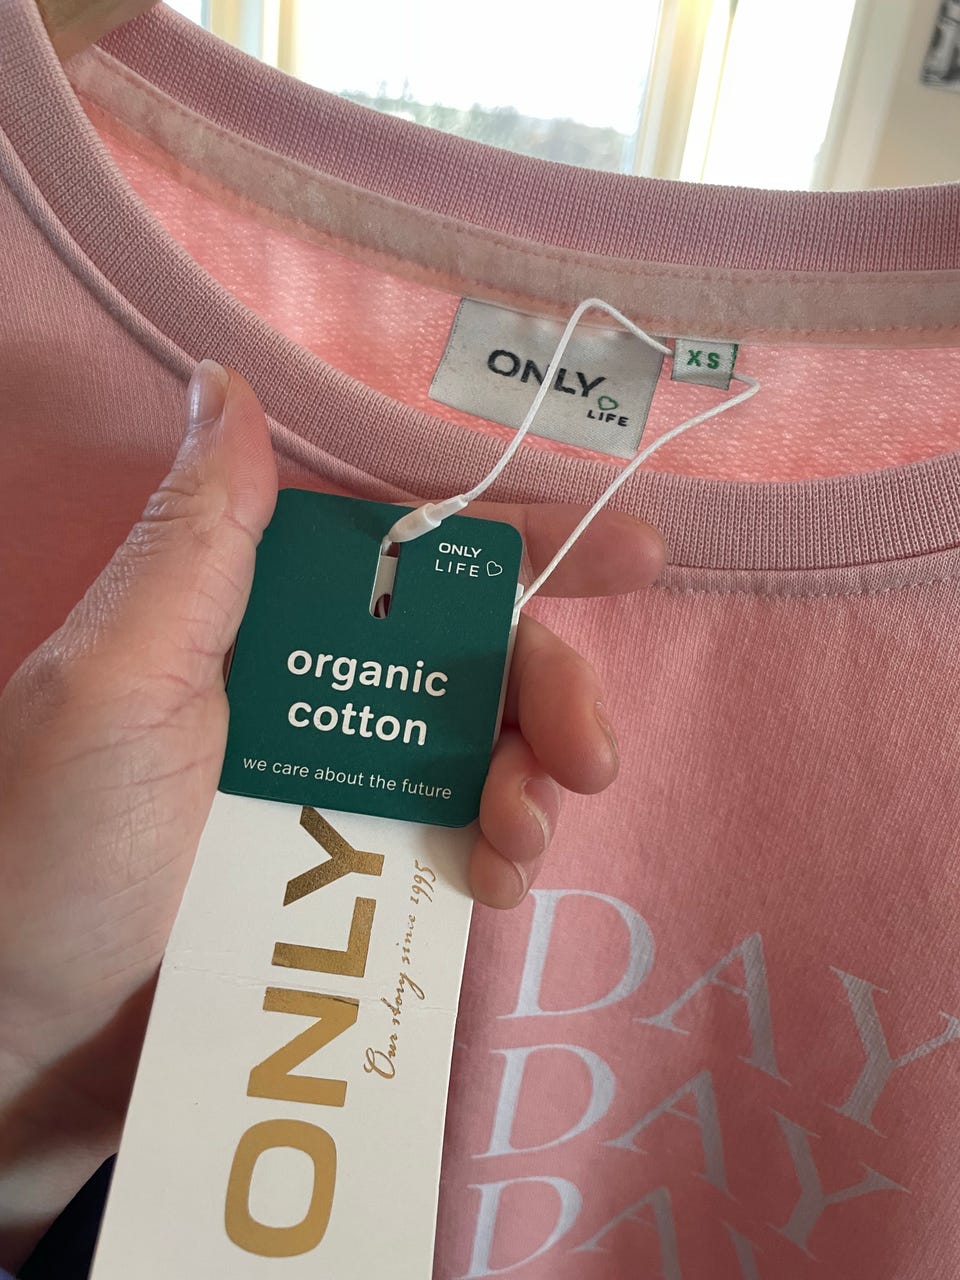 ONLY
LIFE
XS
ONLY
LIFE
organic
cotton
we care about the future
ONLY
Our story since 1995
DAY
DAY
DAY